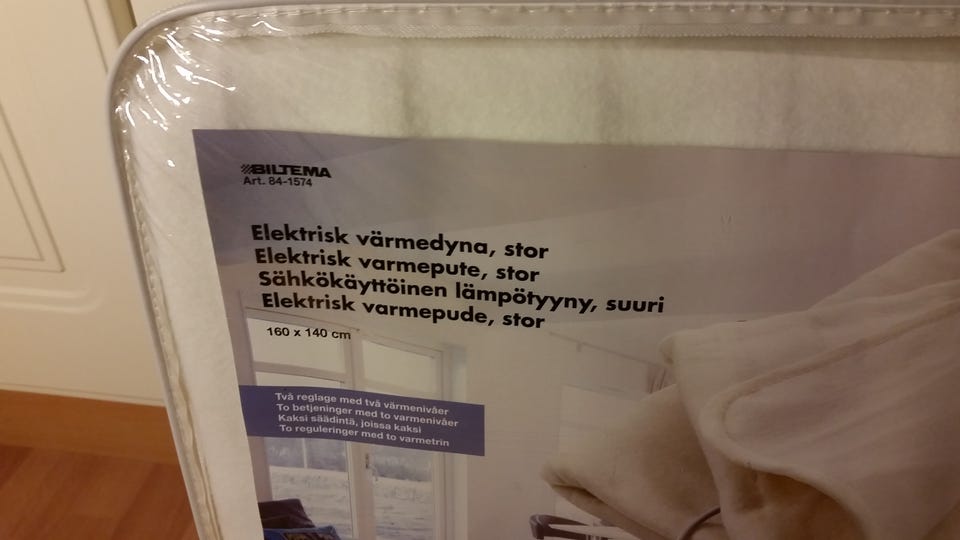 BILTEMA
Art. 84-1574
Elektrisk värmedyna, stor
Elektrisk varmepute, stor
Sähkökäyttöinen lämpötyyny, suuri
Elektrisk varmepude, stor
160 x 140 cm
Två reglage med två värmenivåer
To betjeninger med to varmenivåer
Kaksi säädintä, joissa kaksi
To reguleringer med to varmetrin